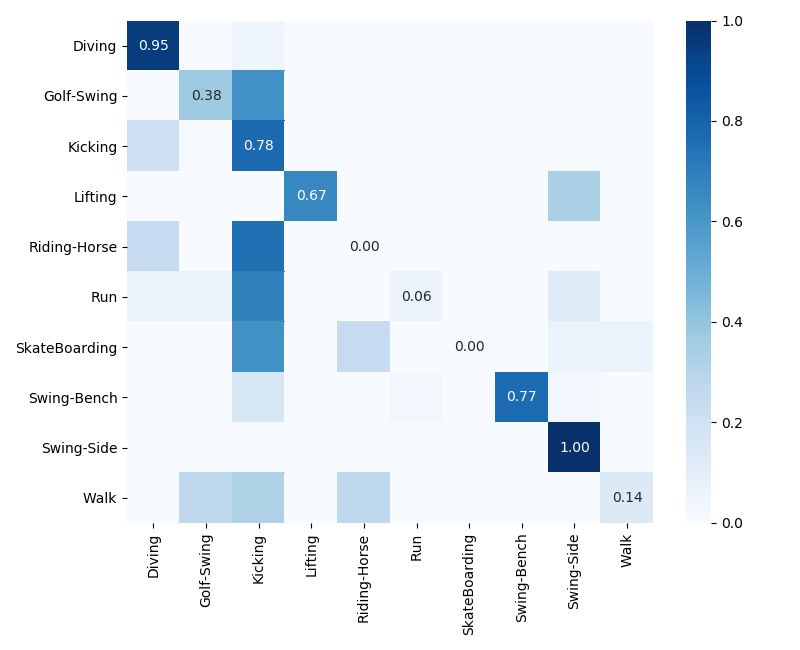 Diving 0.95
Golf-Swing 0.38
Kicking 0.78
Lifting 0.67
Riding-Horse 0.00
Run 0.06
SkateBoarding 0.00
Swing-Bench 0.77
Swing-Side 1.00
Walk 0.14
Diving Golf-Swing Kicking Lifting Riding-Horse Run SkateBoarding Swing-Bench Swing-Side Walk
1.0
0.8
0.6
0.4
0.2
0.0